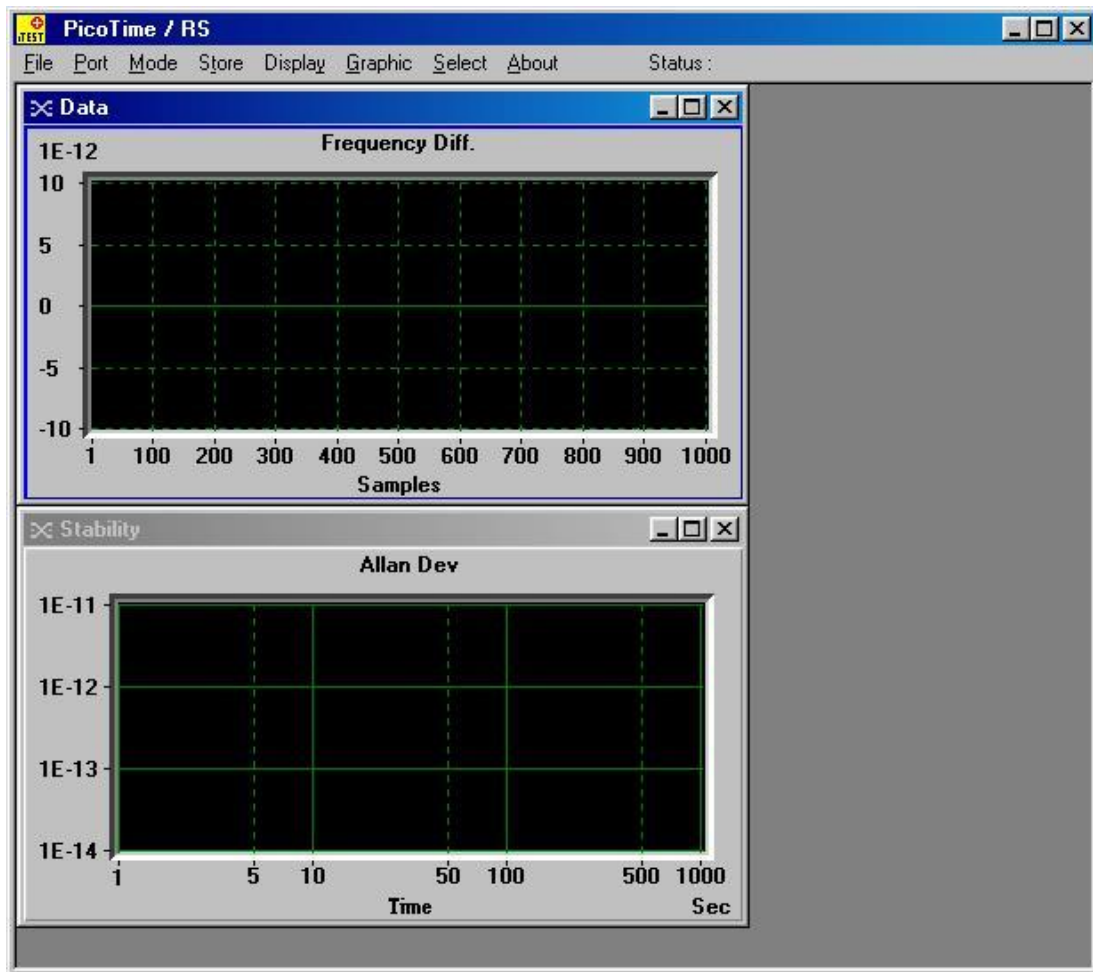 iTEST PicoTime / RS
File Port Mode Store Display Graphic Select About Status :
Data
Frequency Diff.
1E-12
10
5
0
-5
-10
1 100 200 300 400 500 600 700 800 900 1000
Samples
Stability
Allan Dev
1E-11
1E-12
1E-13
1E-14
1 5 10 50 100 500 1000
Time Sec